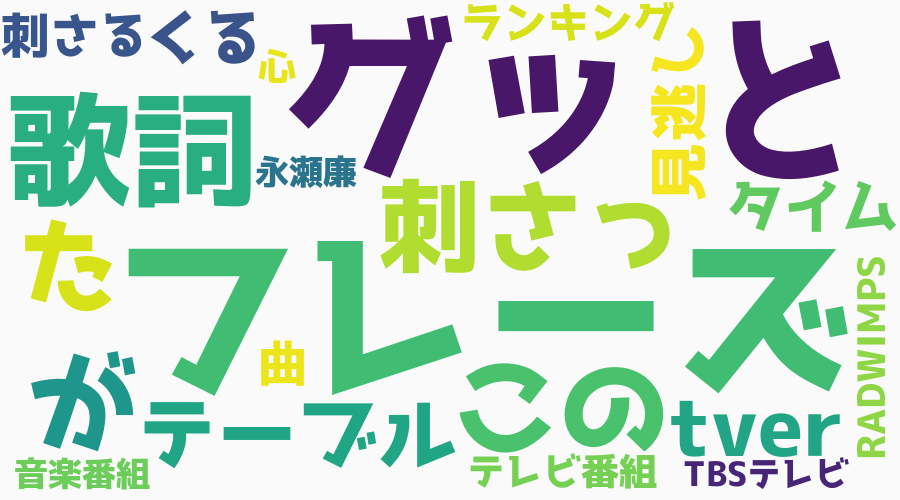 刺さるくる
心
グッと
ランキング
見逃し
歌詞
永瀬廉
刺さっ
タイム
た
フレーズ
RADWIMPS
曲
が
テーブル
この
tver
音楽番組
テレビ番組
TBSテレビ